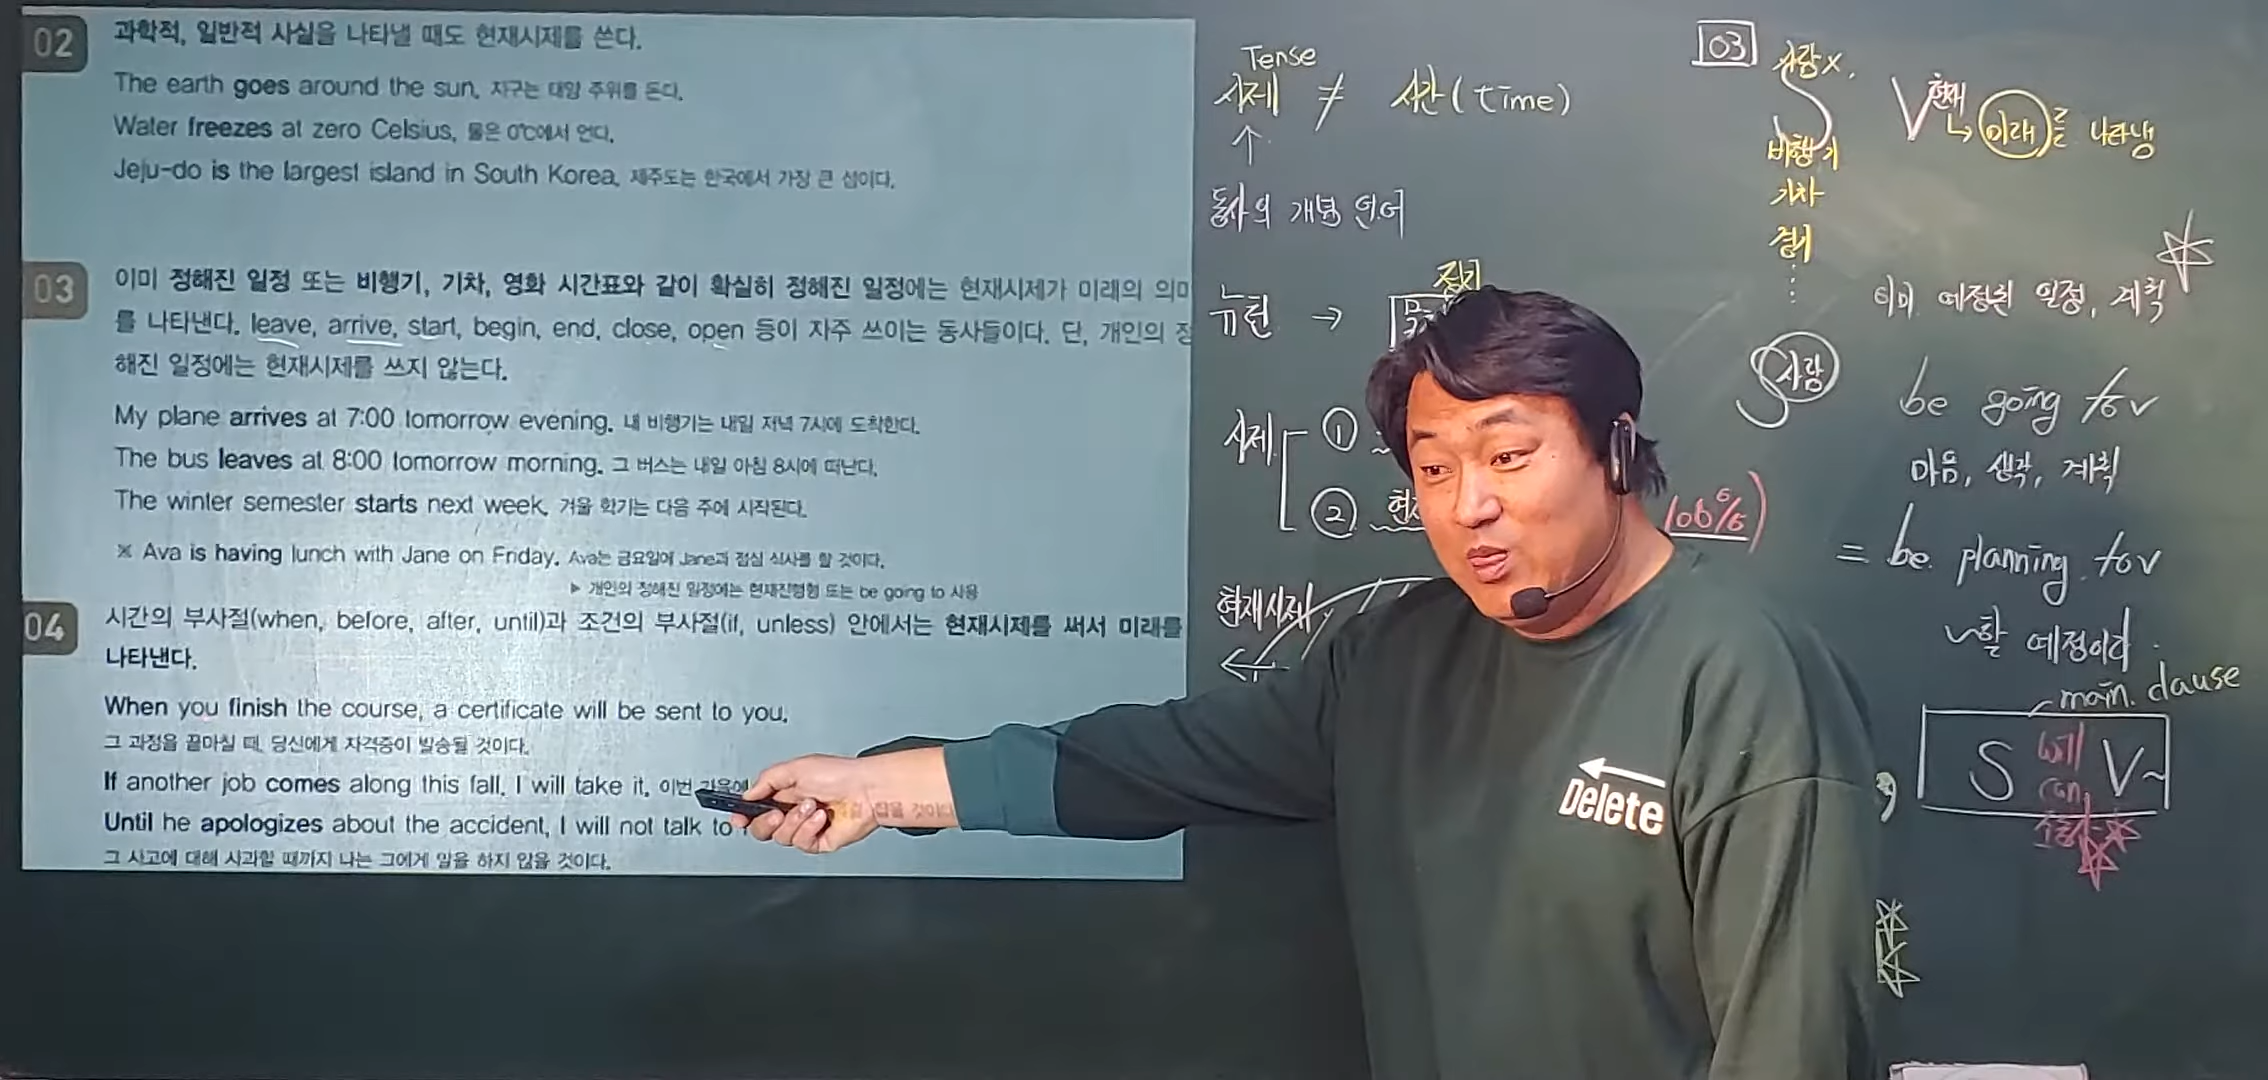 02 과학적, 일반적 사실을 나타낼 때도 현재시제를 쓴다.
The earth goes around the sun. 지구는 태양 주위를 돈다.
Water freezes at zero Celsius. 물은 0℃에서 언다.
Jeju-do is the largest island in South Korea. 제주도는 한국에서 가장 큰 섬이다.
03 이미 정해진 일정 또는 비행기, 기차, 영화 시간표와 같이 확실히 정해진 일정에는 현재시제가 미래의 의미
를 나타낸다. leave, arrive, start, begin, end, close, open 등이 자주 쓰이는 동사들이다. 단, 개인의 정
해진 일정에는 현재시제를 쓰지 않는다.
My plane arrives at 7:00 tomorrow evening. 내 비행기는 내일 저녁 7시에 도착한다.
The bus leaves at 8:00 tomorrow morning. 그 버스는 내일 아침 8시에 떠난다.
The winter semester starts next week. 겨울 학기는 다음 주에 시작된다.
※ Ava is having lunch with Jane on Friday. Ava는 금요일에 Jane과 점심 식사를 할 것이다.
▶ 개인의 정해진 일정에는 현재진행형 또는 be going to 사용
04 시간의 부사절(when, before, after, until)과 조건의 부사절(if, unless) 안에서는 현재시제를 써서 미래를
나타낸다.
When you finish the course, a certificate will be sent to you.
그 과정을 끝마칠 때, 당신에게 자격증이 발송될 것이다.
If another job comes along this fall, I will take it. 이번 가을에
잡을 것이다
Until he apologizes about the accident, I will not talk to
그 사고에 대해 사과할 때까지 나는 그에게 말을 하지 않을 것이다.
Tense
시제 ≠ 시간(time)
↑
동사의 개념 언어
뉴턴 →
시제 ①
②
현재시제
←
Delete
03 사람x.
S V현재
↳ 미래를 나타냄
비행기
기차
경기
⋮
이미 예정된 일정, 계획
S사람 be going to v
마음, 생각, 계획
= be planning to v
~할 예정이다.
main clause
, S will V~
can
조동사